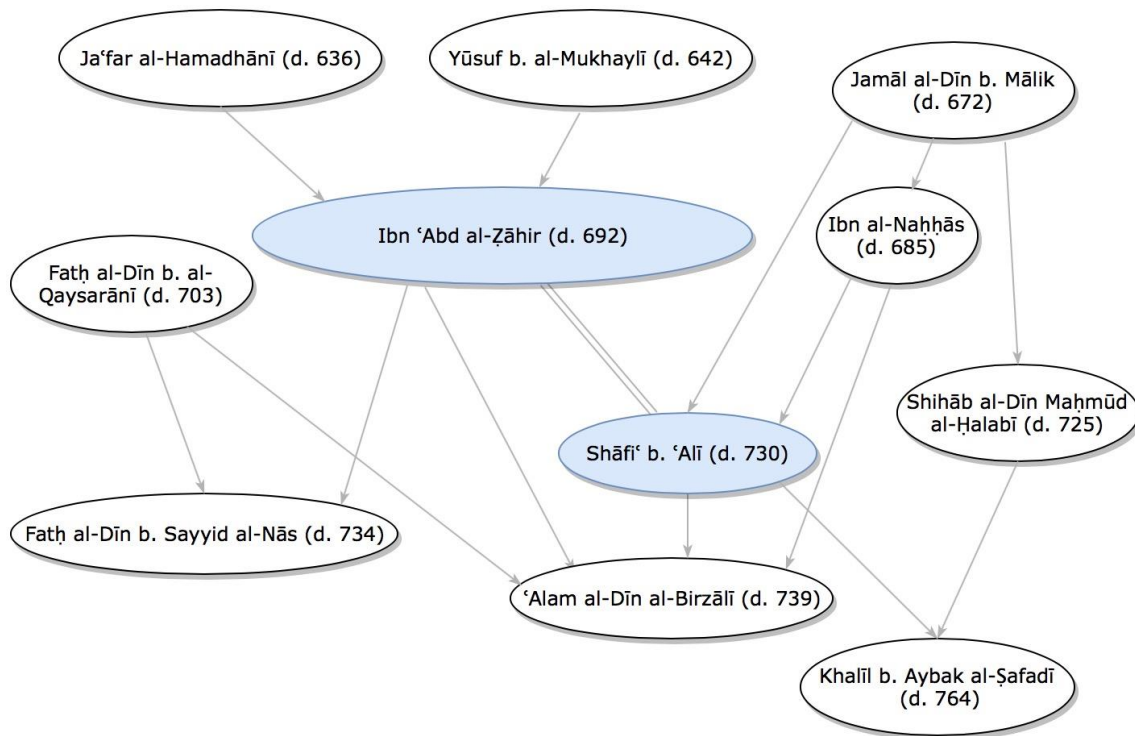 Jaʿfar al-Hamadhānī (d. 636)
Yūsuf b. al-Mukhaylī (d. 642)
Jamāl al-Dīn b. Mālik
(d. 672)
Ibn ʿAbd al-Ẓāhir (d. 692)
Ibn al-Naḥḥās
(d. 685)
Fatḥ al-Dīn b. al-
Qaysarānī (d. 703)
Shihāb al-Dīn Maḥmūd
al-Ḥalabī (d. 725)
Shāfiʿ b. ʿAlī (d. 730)
Fatḥ al-Dīn b. Sayyid al-Nās (d. 734)
ʿAlam al-Dīn al-Birzālī (d. 739)
Khalīl b. Aybak al-Ṣafadī
(d. 764)